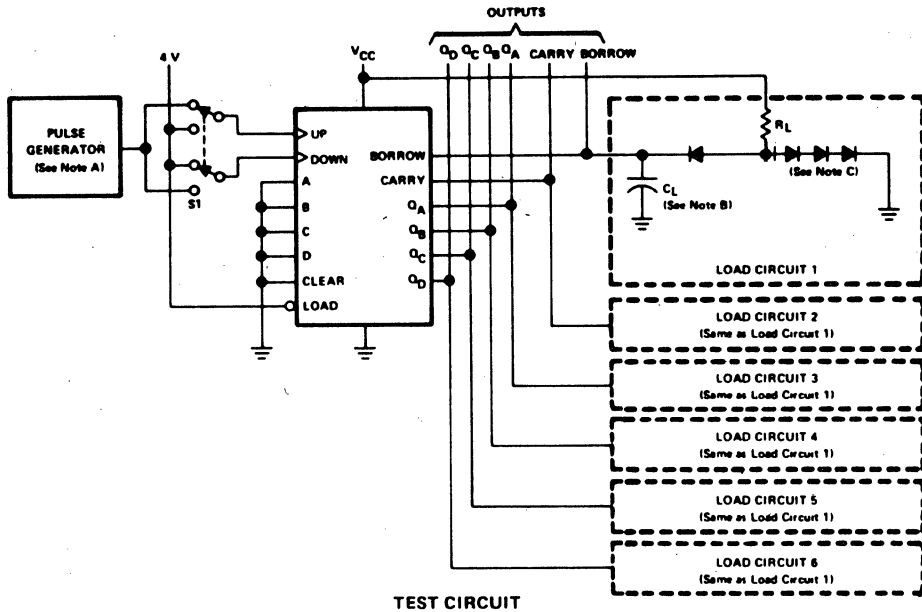 OUTPUTS
QD QC QB QA CARRY BORROW
VCC
4 V
PULSE
GENERATOR
(See Note A)
S1
UP
DOWN
A
B
C
D
CLEAR
LOAD
BORROW
CARRY
QA
QB
QC
QD
RL
(See Note C)
CL
(See Note B)
LOAD CIRCUIT 1
LOAD CIRCUIT 2
(Same as Load Circuit 1)
LOAD CIRCUIT 3
(Same as Load Circuit 1)
LOAD CIRCUIT 4
(Same as Load Circuit 1)
LOAD CIRCUIT 5
(Same as Load Circuit 1)
LOAD CIRCUIT 6
(Same as Load Circuit 1)
TEST CIRCUIT